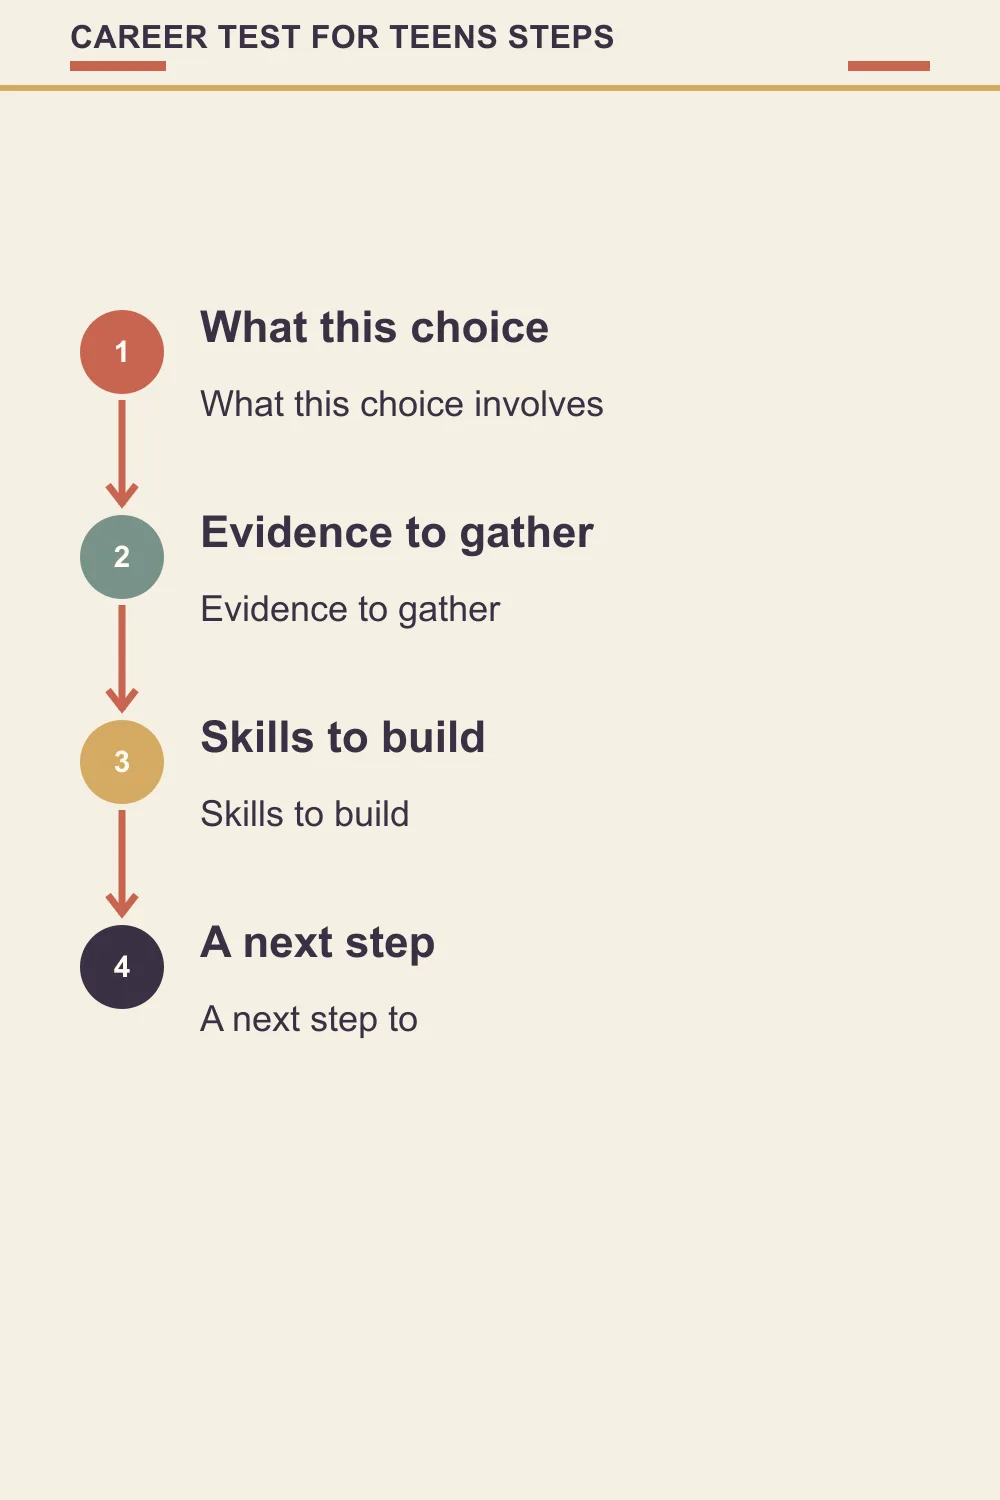 CAREER TEST FOR TEENS STEPS
1
What this choice
What this choice involves
2
Evidence to gather
Evidence to gather
3
Skills to build
Skills to build
4
A next step
A next step to